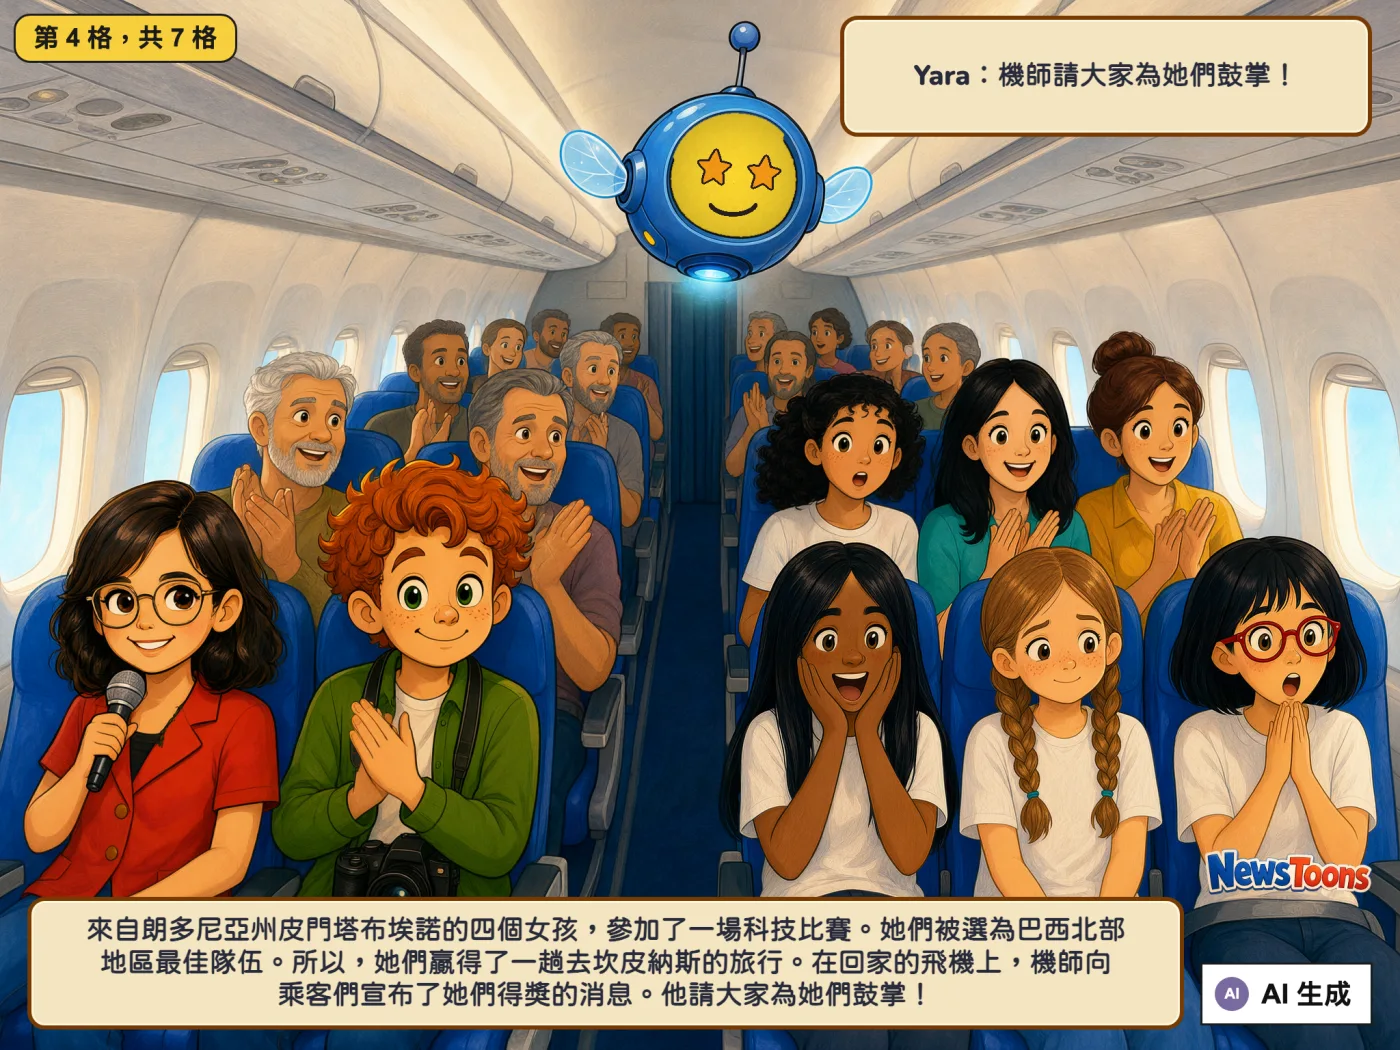 第 4 格，共 7 格
Yara：機師請大家為她們鼓掌！
NewsToons
來自朗多尼亞州皮門塔布埃諾的四個女孩，參加了一場科技比賽。她們被選為巴西北部
地區最佳隊伍。所以，她們贏得了一趟去坎皮納斯的旅行。在回家的飛機上，機師向
乘客們宣布了她們得獎的消息。他請大家為她們鼓掌！
AI AI 生成